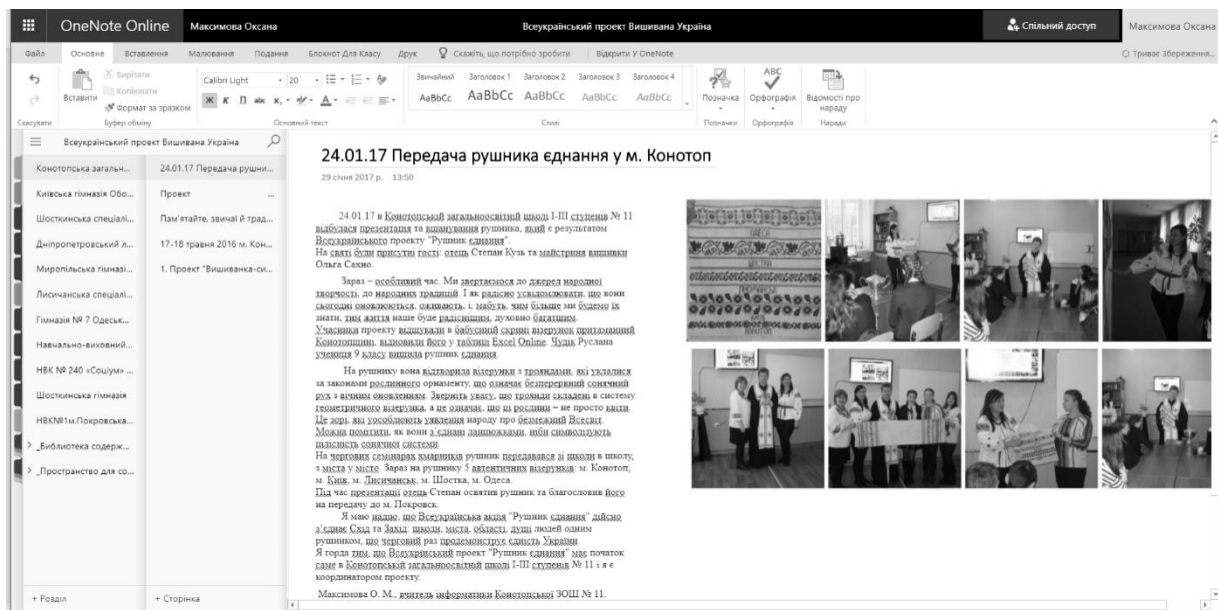 OneNote Online
Максимова Оксана
Всеукраїнський проект Вишивана Україна
Спільний доступ
Максимова Оксана
Файл Основне Вставлення Малювання Подання Блокнот Для Класу Друк Скажіть, що потрібно зробити Відкрити У OneNote
Триває Збереження...
Вставити
Вирізати
Копіювати
Формат за зразком
Calibri Light 20
Ж К П abc
Звичайний Заголовок 1 Заголовок 2 Заголовок 3 Заголовок 4
AaBbCc AaBbCc AaBbCc AaBbCc AaBbCc
Позначка
ABC
Орфографія
Відомості про нараду
Скасувати Буфер обміну Основний текст Стилі Позначки Орфографія Наради
Всеукраїнський проект Вишивана Україна
Конотопська загальн...
Київська гімназія Обо...
Шосткинська спеціалі...
Дніпропетровський л...
Миропільська гімназі...
Лисичанська спеціалі...
Гімназія № 7 Одеськ...
Навчально-виховний...
НВК № 240 «Соціум» ...
Шосткинська гімназія
НВК№1м.Покровська...
_Библиотека содерж...
_Пространство для со...
+ Розділ
24.01.17 Передача рушни...
Проект ...
Пам'ятайте, звичаї й трад...
17-18 травня 2016 м. Кон...
1. Проект "Вишиванка-си...
+ Сторінка
24.01.17 Передача рушника єднання у м. Конотоп
29 січня 2017 р. 13:50
24.01.17 в Конотопській загальноосвітній школі І-ІІІ ступенів № 11
відбулася презентація та вшанування рушника, який є результатом
Всеукраїнського проекту "Рушник єднання".
На святі були присутні гості: отець Степан Кузь та майстриня вишивки
Ольга Сахно.
Зараз – особливий час. Ми звертаємося до джерел народної
творчості, до народних традицій. І як радісно усвідомлювати, що вони
сьогодні оновлюються, оживають, і, мабуть, чим більше ми будемо їх
знати, тим життя наше буде радіснішим, духовно багатшим.
Учасники проекту відшукали в бабусиній скрині візерунок притаманний
Конотопщині, відновили його у таблиці Excel Online. Чудік Руслана
учениця 9 класу вишила рушник єднання.
На рушнику вона відтворила візерунки з трояндами, які уклалися
за законами рослинного орнаменту, що означає безперервний сонячний
рух з вічним оновленням. Зверніть увагу, що троянди складені в систему
геометричного візерунка, а це означає, що ці рослини – не просто квіти.
Це зорі, які уособлюють уявлення народу про безмежний Всесвіт.
Можна помітити, як вони з'єднані ланцюжками, ніби символізують
цілісність сонячної системи.
На чергових семінарах хмарників рушник передавався зі школи в школу,
з міста у місто. Зараз на рушнику 5 автентичних візерунків: м. Конотоп,
м. Київ, м. Лисичанськ, м. Шостка, м. Одеса.
Під час презентації отець Степан освятив рушник та благословив його
на передачу до м. Покровск.
Я маю надію, що Всеукраїнська акція "Рушник єднання" дійсно
з'єднає Схід та Захід: школи, міста, області, душі людей одним
рушником, що черговий раз продемонструє єдність України.
Я горда тим, що Всеукрїнський проект "Рушник єднання" має початок
саме в Конотопській загальноосвітній школі І-ІІІ ступенів № 11 і я є
координатором проекту.
Максимова О. М., вчитель інформатики Конотопської ЗОШ № 11.
ОДЕСА
ШОСТКА
ЛИСИЧАНСЬК
КИЇВ
КОНОТОП